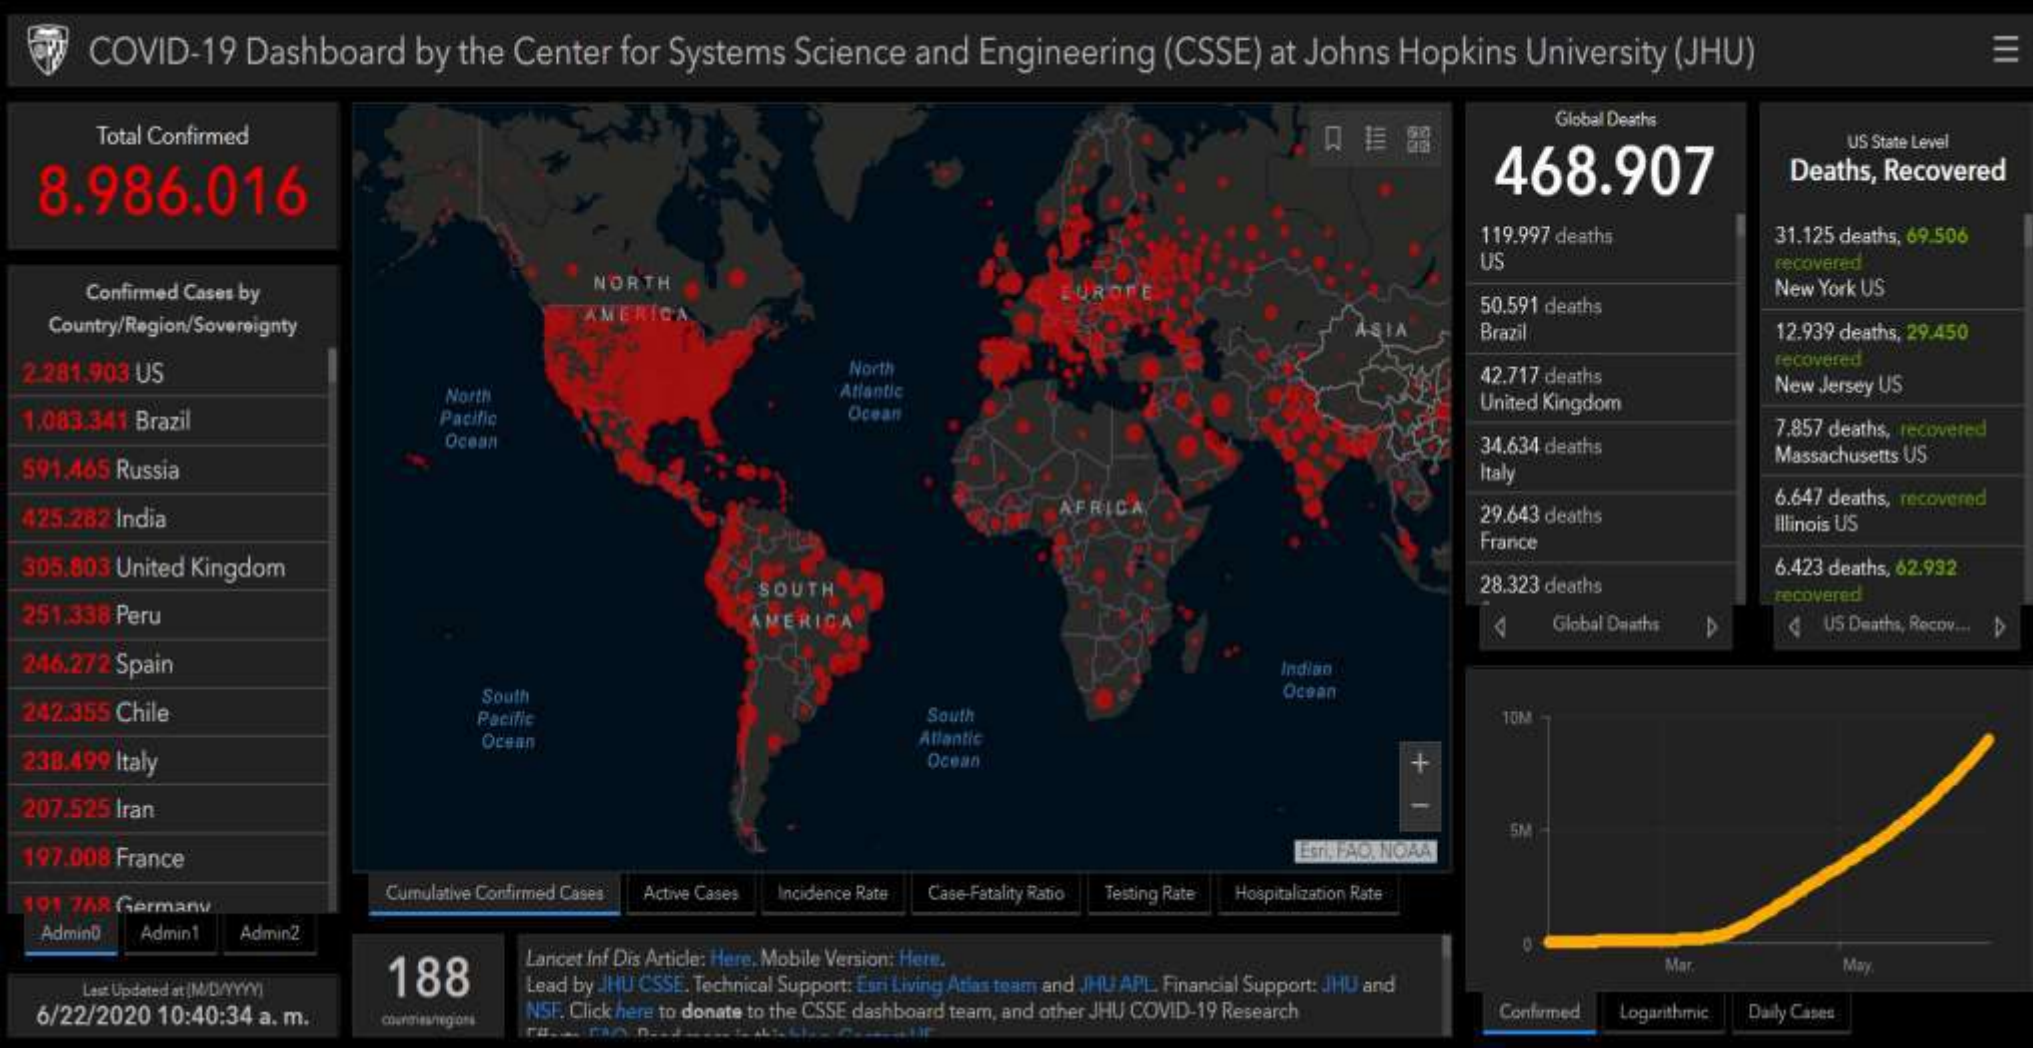 COVID-19 Dashboard by the Center for Systems Science and Engineering (CSSE) at Johns Hopkins University (JHU)
Total Confirmed
8.986.016
Confirmed Cases by
Country/Region/Sovereignty
2.281.903 US
1.083.341 Brazil
591.465 Russia
425.282 India
305.803 United Kingdom
251.338 Peru
246.272 Spain
242.355 Chile
238.499 Italy
207.525 Iran
197.008 France
191.768 Germany
Admin0
Admin1
Admin2
Last Updated at (M/D/YYYY)
6/22/2020 10:40:34 a. m.
NORTH
AMERICA
EUROPE
ASIA
North
Pacific
Ocean
North
Atlantic
Ocean
AFRICA
SOUTH
AMERICA
South
Pacific
Ocean
South
Atlantic
Ocean
Indian
Ocean
Esri, FAO, NOAA
Cumulative Confirmed Cases
Active Cases
Incidence Rate
Case-Fatality Ratio
Testing Rate
Hospitalization Rate
188
countries/regions
Lancet Inf Dis Article: Here. Mobile Version: Here.
Lead by JHU CSSE. Technical Support: Esri Living Atlas team and JHU APL. Financial Support: JHU and
NSF. Click here to donate to the CSSE dashboard team, and other JHU COVID-19 Research
Global Deaths
468.907
119.997 deaths
US
50.591 deaths
Brazil
42.717 deaths
United Kingdom
34.634 deaths
Italy
29.643 deaths
France
28.323 deaths
Global Deaths
US State Level
Deaths, Recovered
31.125 deaths, 69.506
recovered
New York US
12.939 deaths, 29.450
recovered
New Jersey US
7.857 deaths, recovered
Massachusetts US
6.647 deaths, recovered
Illinois US
6.423 deaths, 62.932
recovered
US Deaths, Recov...
10M
5M
0
Mar.
May.
Confirmed
Logarithmic
Daily Cases